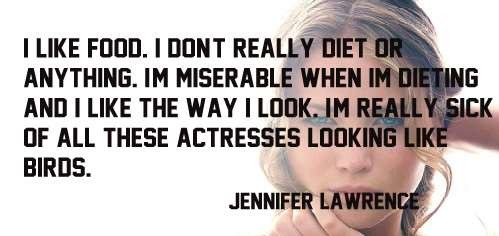 I LIKE FOOD. I DONT REALLY DIET OR
ANYTHING. IM MISERABLE WHEN IM DIETING
AND I LIKE THE WAY I LOOK. IM REALLY SICK
OF ALL THESE ACTRESSES LOOKING LIKE
BIRDS.
JENNIFER LAWRENCE